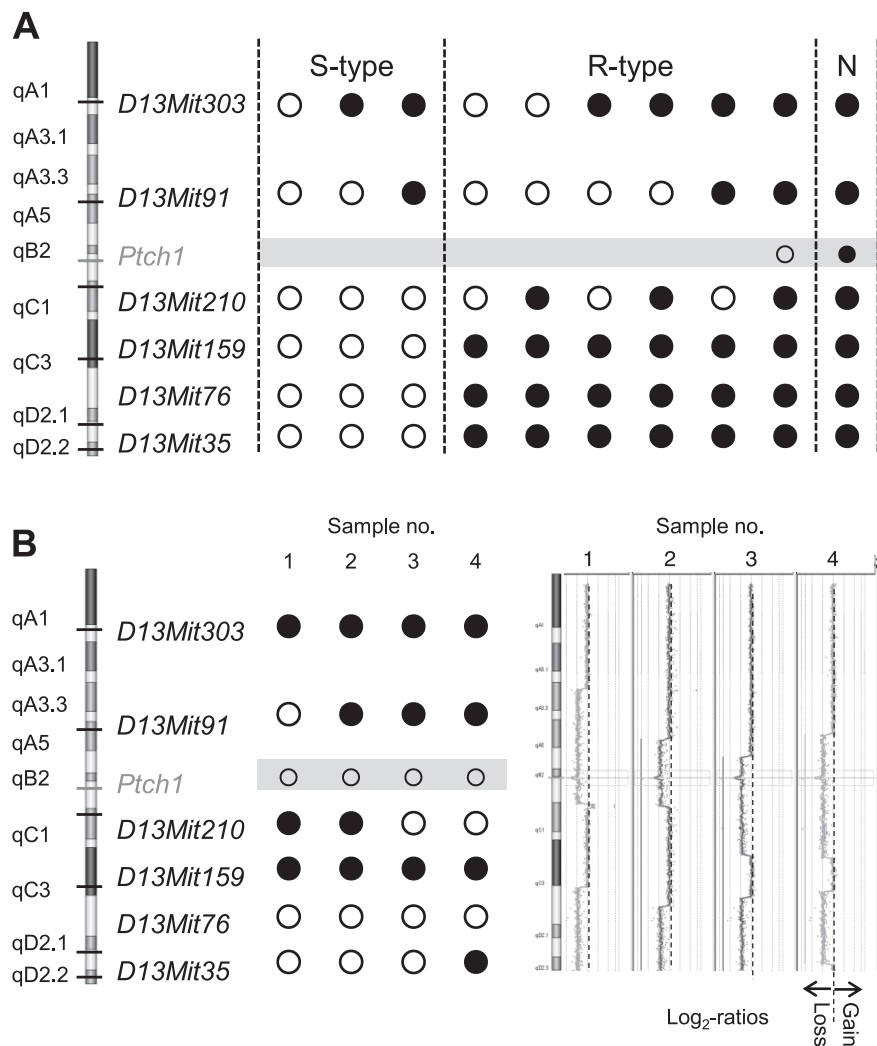 A
S-type R-type N
qA1 D13Mit303
qA3.1
qA3.3
D13Mit91
qA5
qB2 Ptch1
qC1 D13Mit210
qC3 D13Mit159
D13Mit76
qD2.1
qD2.2 D13Mit35
B
Sample no.
1 2 3 4
qA1 D13Mit303
qA3.1
qA3.3
D13Mit91
qA5
qB2 Ptch1
qC1 D13Mit210
qC3 D13Mit159
D13Mit76
qD2.1
qD2.2 D13Mit35
Sample no.
1 2 3 4
Log2-ratios
Loss
Gain